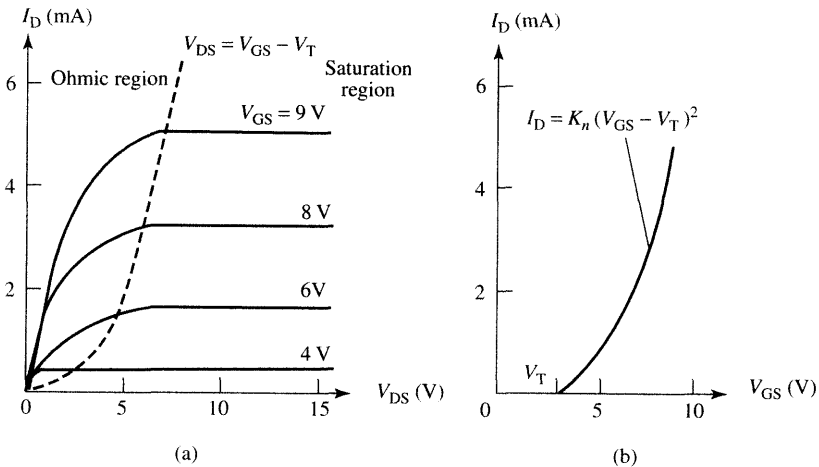 I_D (mA)
V_DS = V_GS − V_T
Ohmic region
Saturation
region
6
V_GS = 9 V
4
8 V
2
6V
4 V
0
5
10
15
V_DS (V)
(a)
I_D (mA)
6
I_D = K_n (V_GS − V_T)^2
4
2
V_T
0
5
10
V_GS (V)
(b)